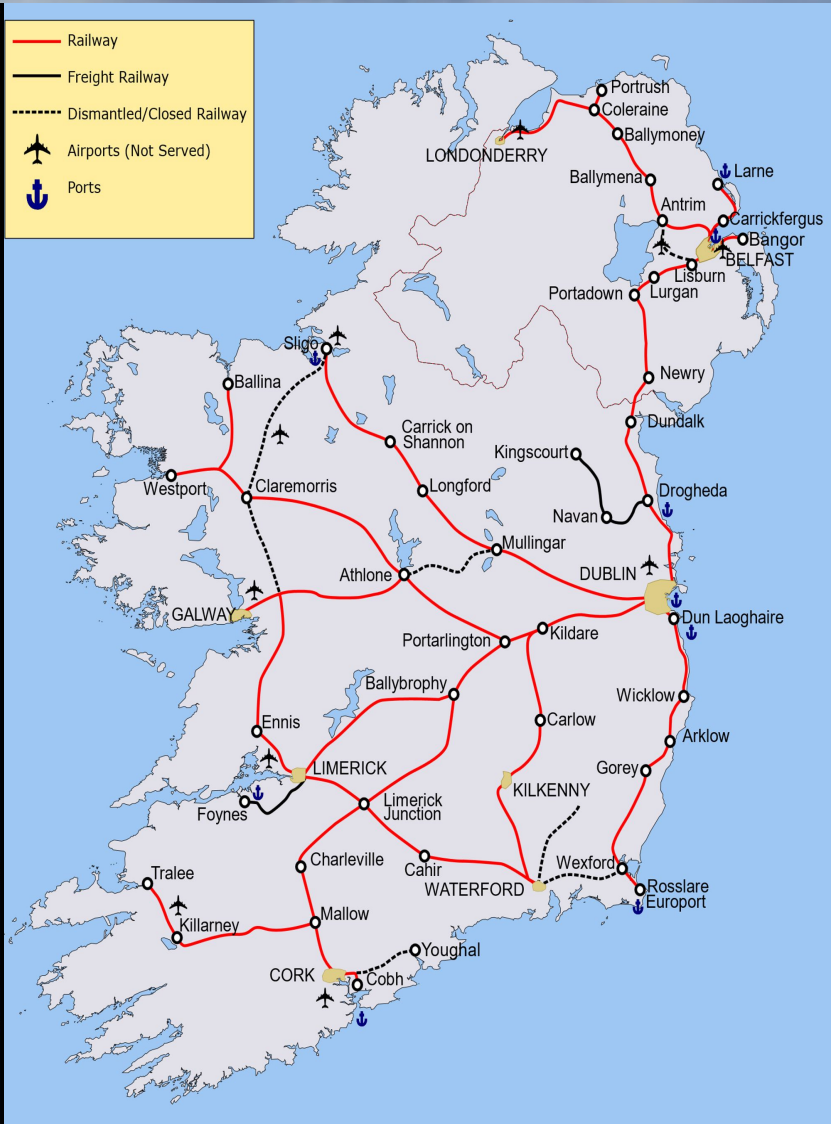 Railway
Freight Railway
Dismantled/Closed Railway
Airports (Not Served)
Ports
Portrush
Coleraine
Ballymoney
LONDONDERRY
Ballymena
Larne
Antrim
Carrickfergus
Bangor
BELFAST
Lisburn
Lurgan
Portadown
Sligo
Newry
Ballina
Dundalk
Carrick on
Shannon
Kingscourt
Westport
Claremorris
Longford
Drogheda
Navan
Mullingar
Athlone
DUBLIN
GALWAY
Dun Laoghaire
Portarlington
Kildare
Ballybrophy
Wicklow
Ennis
Carlow
Arklow
LIMERICK
Gorey
KILKENNY
Foynes
Limerick
Junction
Charleville
Cahir
Wexford
Tralee
WATERFORD
Rosslare
Europort
Mallow
Killarney
Youghal
CORK
Cobh